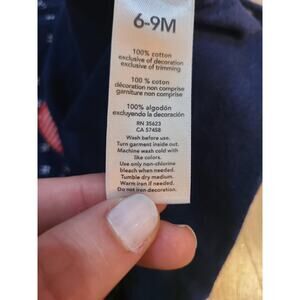 6-9M
100% cotton
exclusive of decoration
exclusive of trimming
100 % coton
décoration non comprise
garniture non comprise
100% algodón
excluyendo la decoración
RN 35623
CA 57458
Wash before use.
Turn garment inside out.
Machine wash cold with
like colors.
Use only non-chlorine
bleach when needed.
Tumble dry medium.
Warm iron if needed.
Do not iron decoration.